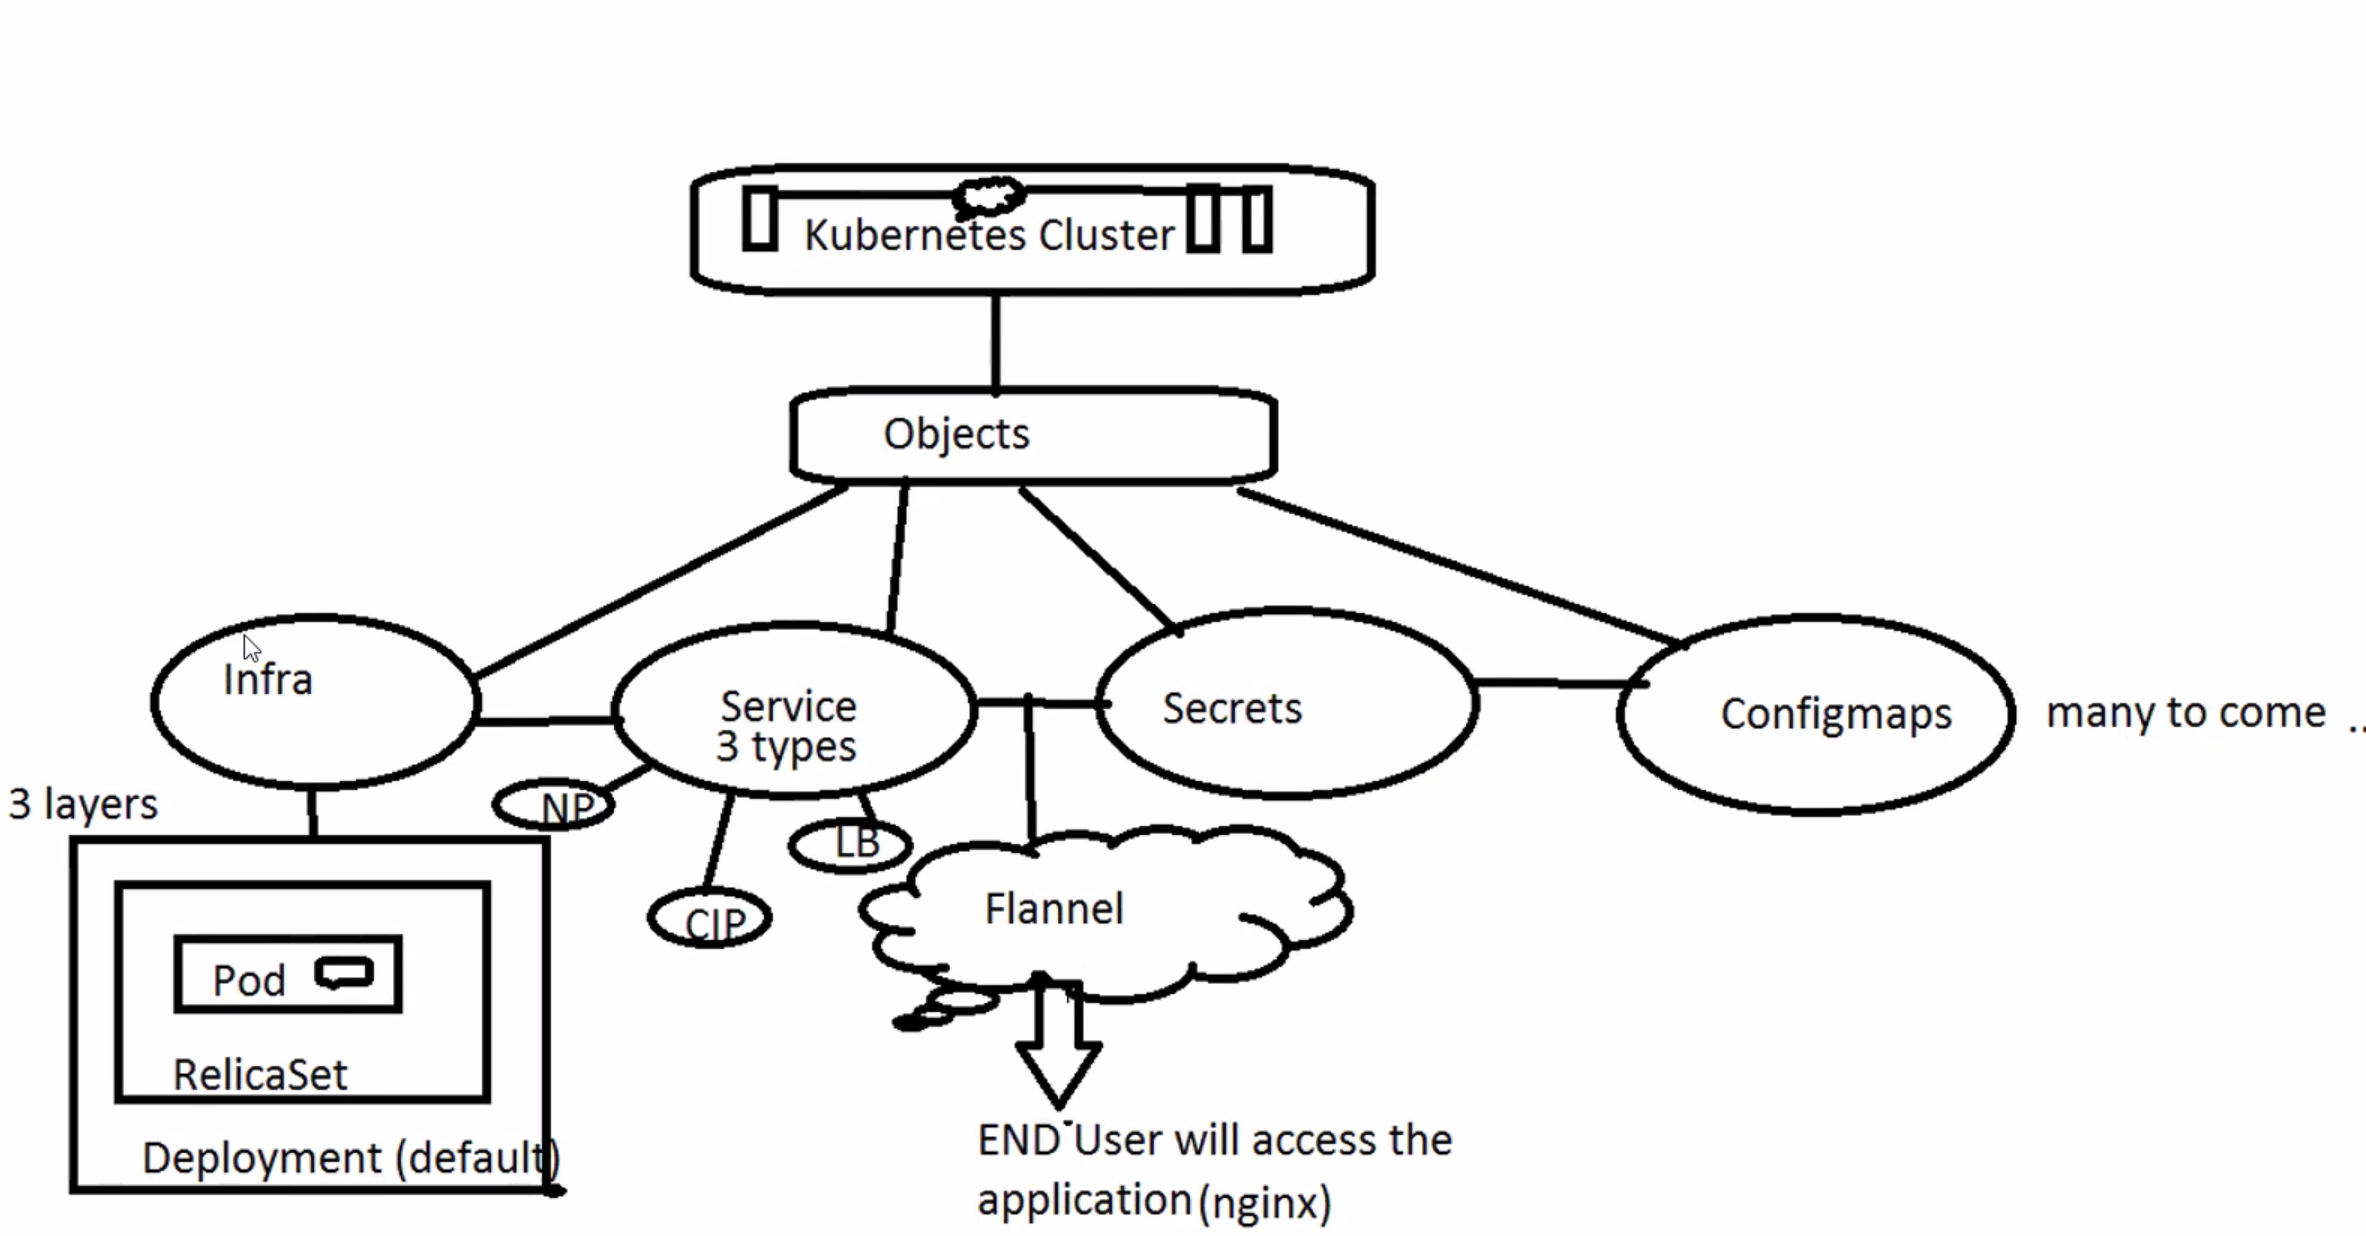 Kubernetes Cluster
Objects
Infra
Service
3 types
Secrets
Configmaps
many to come ..
3 layers
NP
LB
CIP
Flannel
Pod
RelicaSet
Deployment (default)
END User will access the
application (nginx)